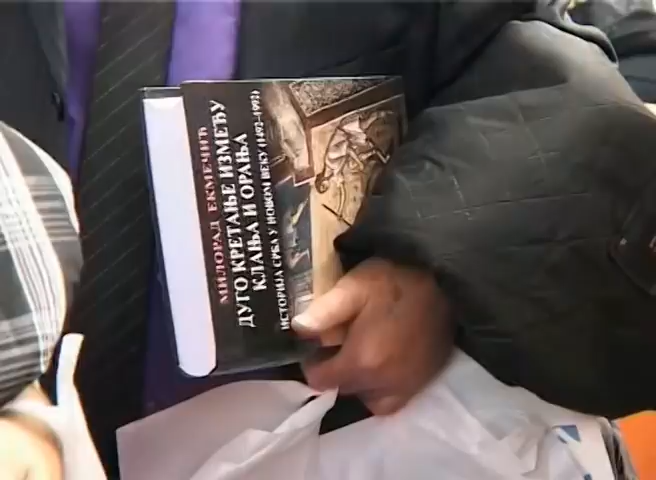 МИЛОРАД ЕКМЕЧИЋ
ДУГО КРЕТАЊЕ ИЗМЕЂУ
КЛАЊА И ОРАЊА
ИСТОРИЈА СРБА У НОВОМ ВЕКУ (1492-1992)